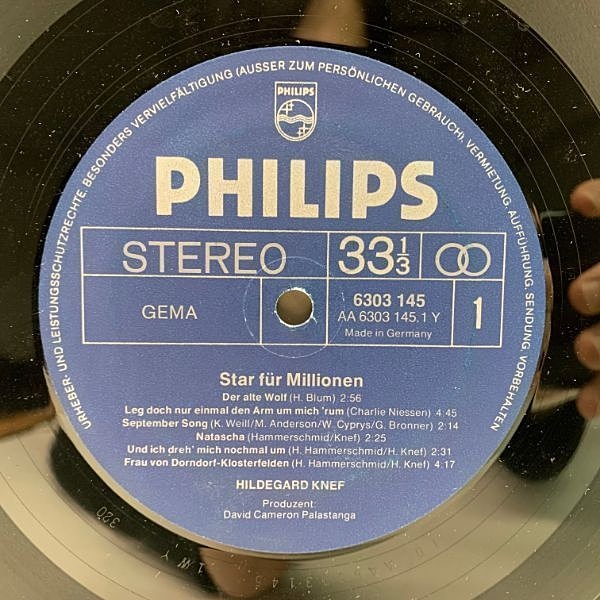 URHEBER- UND LEISTUNGSSCHUTZRECHTE, BESONDERS VERVIELFÄLTIGUNG (AUSSER ZUM PERSÖNLICHEN GEBRAUCH), VERMIETUNG, AUFFÜHRUNG, SENDUNG, VORBEHALTEN
PHILIPS
PHILIPS
STEREO 33 1/3
GEMA 6303 145 1
AA 6303 145.1 Y
Made in Germany
Star für Millionen
Der alte Wolf (H. Blum) 2:56
Leg doch nur einmal den Arm um mich 'rum (Charlie Niessen) 4:45
September Song (K. Weill/M. Anderson/W. Cyprys/G. Bronner) 2:14
Natascha (Hammerschmid/Knef) 2:25
Und ich dreh' mich nochmal um (H. Hammerschmid/H. Knef) 2:31
Frau von Dorndorf-Klosterfelden (H. Hammerschmid/H. Knef) 4:17
HILDEGARD KNEF
Produzent:
David Cameron Palastanga
320